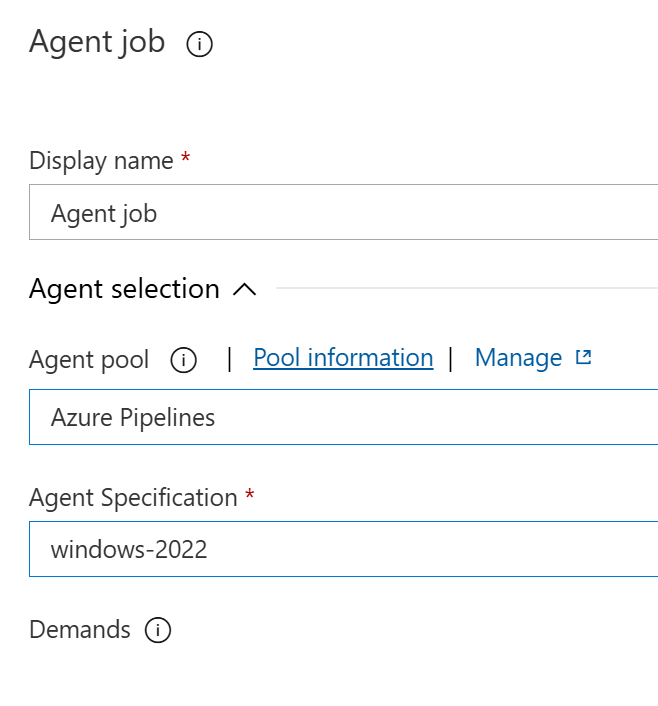 Agent job
Display name *
Agent job
Agent selection
Agent pool | Pool information | Manage
Azure Pipelines
Agent Specification *
windows-2022
Demands